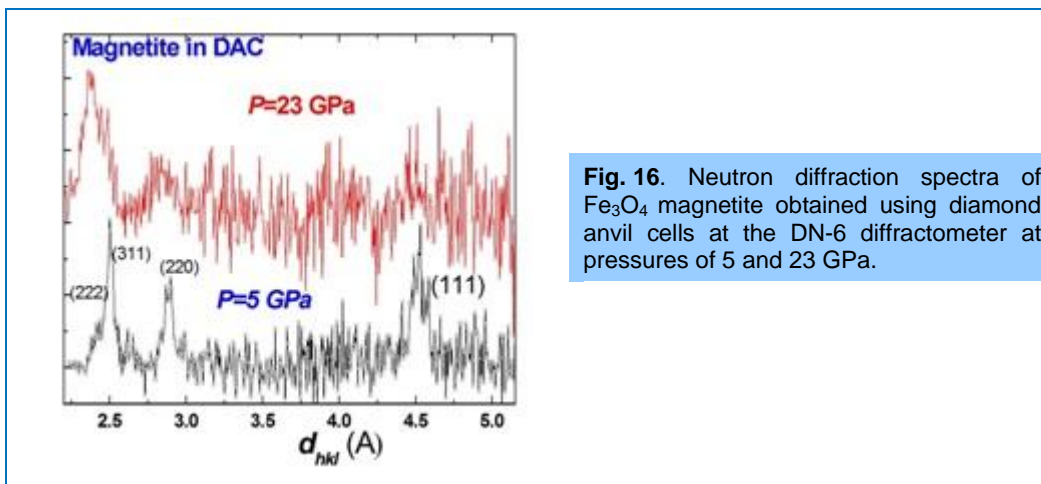 Magnetite in DAC
P=23 GPa
(311)
(220)
(222)
P=5 GPa
(111)
2.5 3.0 3.5 4.0 4.5 5.0
d_hkl (A)
Fig. 16. Neutron diffraction spectra of
Fe₃O₄ magnetite obtained using diamond
anvil cells at the DN-6 diffractometer at
pressures of 5 and 23 GPa.